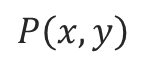 P(x, y)